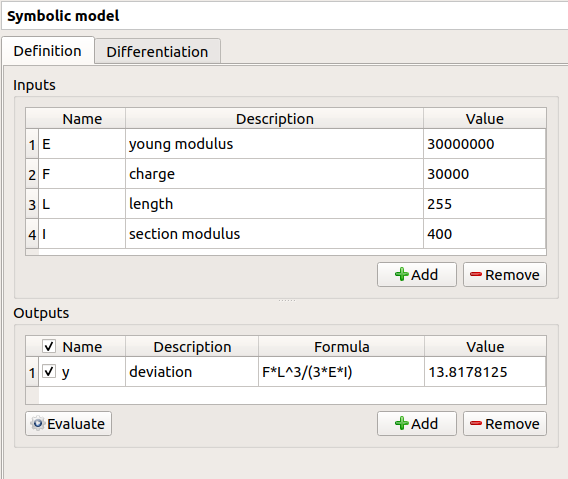 Symbolic model
Definition Differentiation
Inputs
Name Description Value
1 E young modulus 30000000
2 F charge 30000
3 L length 255
4 I section modulus 400
Add Remove
Outputs
Name Description Formula Value
1 y deviation F*L^3/(3*E*I) 13.8178125
Evaluate Add Remove